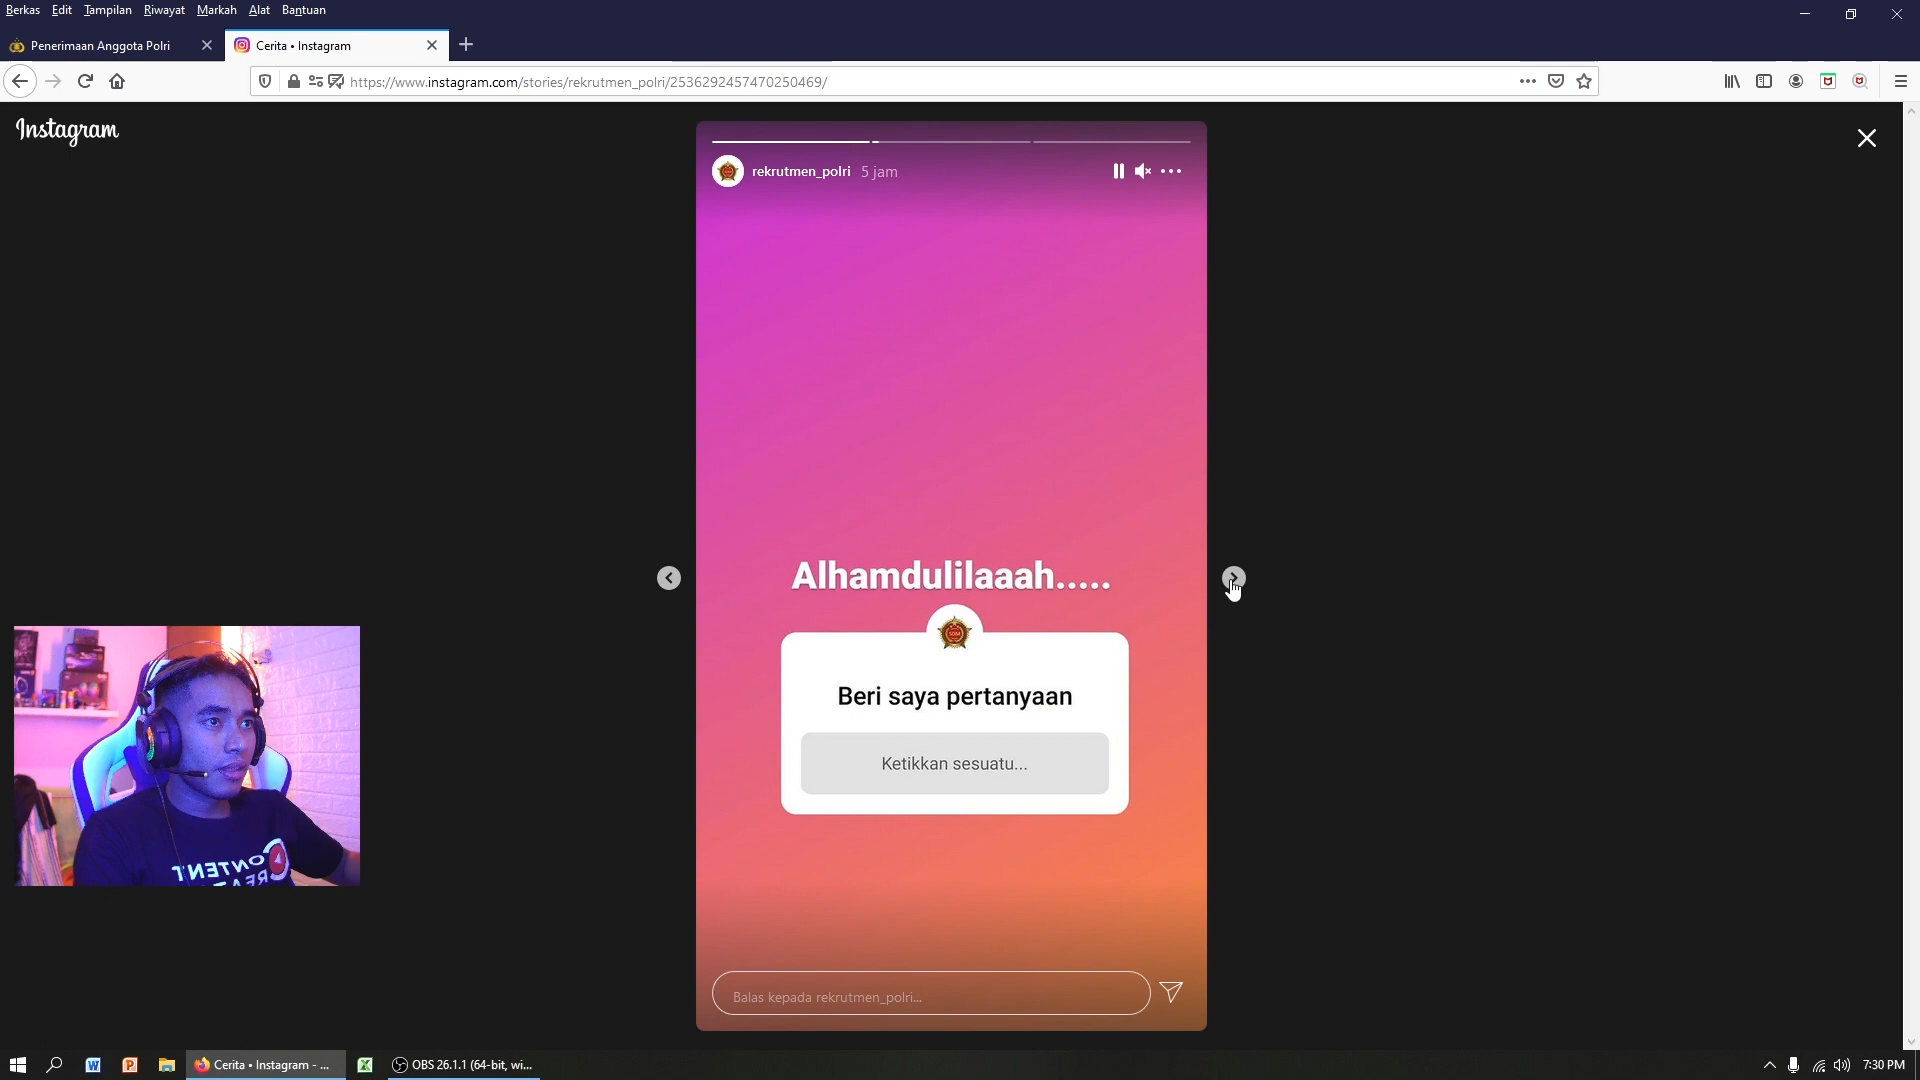 Berkas Edit Tampilan Riwayat Markah Alat Bantuan
Penerimaan Anggota Polri
Cerita • Instagram
https://www.instagram.com/stories/rekrutmen_polri/2536292457470250469/
Instagram
rekrutmen_polri 5 jam
Alhamdulilaaah.....
SDM
Beri saya pertanyaan
Ketikkan sesuatu...
CONTENT
Balas kepada rekrutmen_polri...
Cerita • Instagram - ...
OBS 26.1.1 (64-bit, wi...
7:30 PM